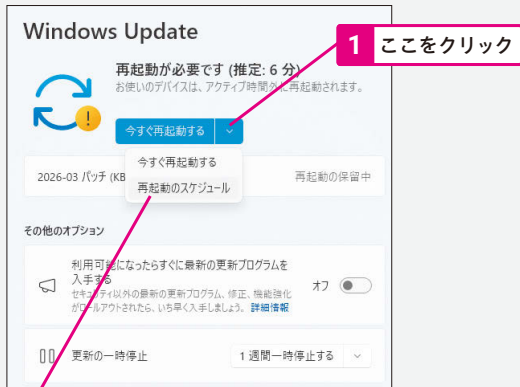 Windows Update
1 ここをクリック
再起動が必要です (推定: 6 分)
お使いのデバイスは、アクティブ時間外に再起動されます。
今すぐ再起動する
今すぐ再起動する
再起動のスケジュール
2026-03 パッチ (KB
再起動の保留中
その他のオプション
利用可能になったらすぐに最新の更新プログラムを
入手する
セキュリティ以外の最新の更新プログラム、修正、機能強化
がロールアウトされたら、いち早く入手しましょう。 詳細情報
オフ
更新の一時停止
1 週間一時停止する